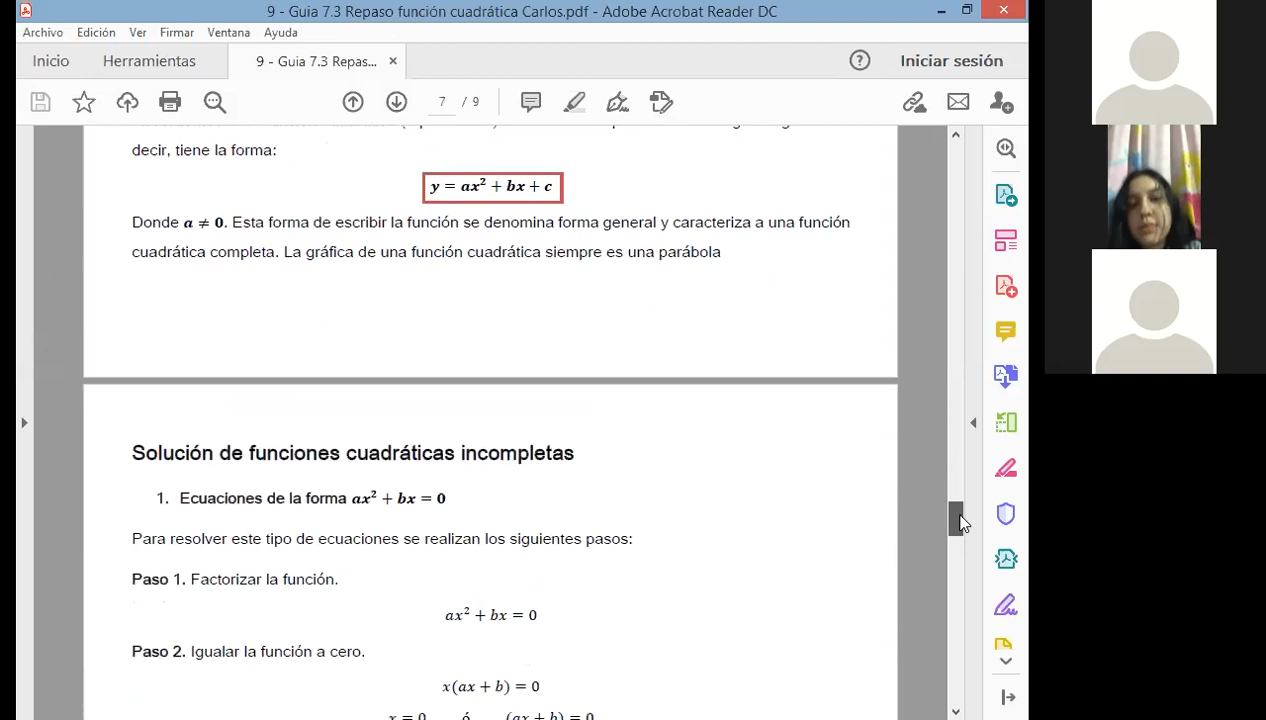 9 - Guia 7.3 Repaso función cuadrática Carlos.pdf - Adobe Acrobat Reader DC
Archivo Edición Ver Firmar Ventana Ayuda
Inicio Herramientas 9 - Guia 7.3 Repas... × ? Iniciar sesión
7 / 9
decir, tiene la forma:
y = ax² + bx + c
Donde a ≠ 0. Esta forma de escribir la función se denomina forma general y caracteriza a una función
cuadrática completa. La gráfica de una función cuadrática siempre es una parábola
Solución de funciones cuadráticas incompletas
1. Ecuaciones de la forma ax² + bx = 0
Para resolver este tipo de ecuaciones se realizan los siguientes pasos:
Paso 1. Factorizar la función.
ax² + bx = 0
Paso 2. Igualar la función a cero.
x(ax + b) = 0
x = 0 ó (ax + b) = 0